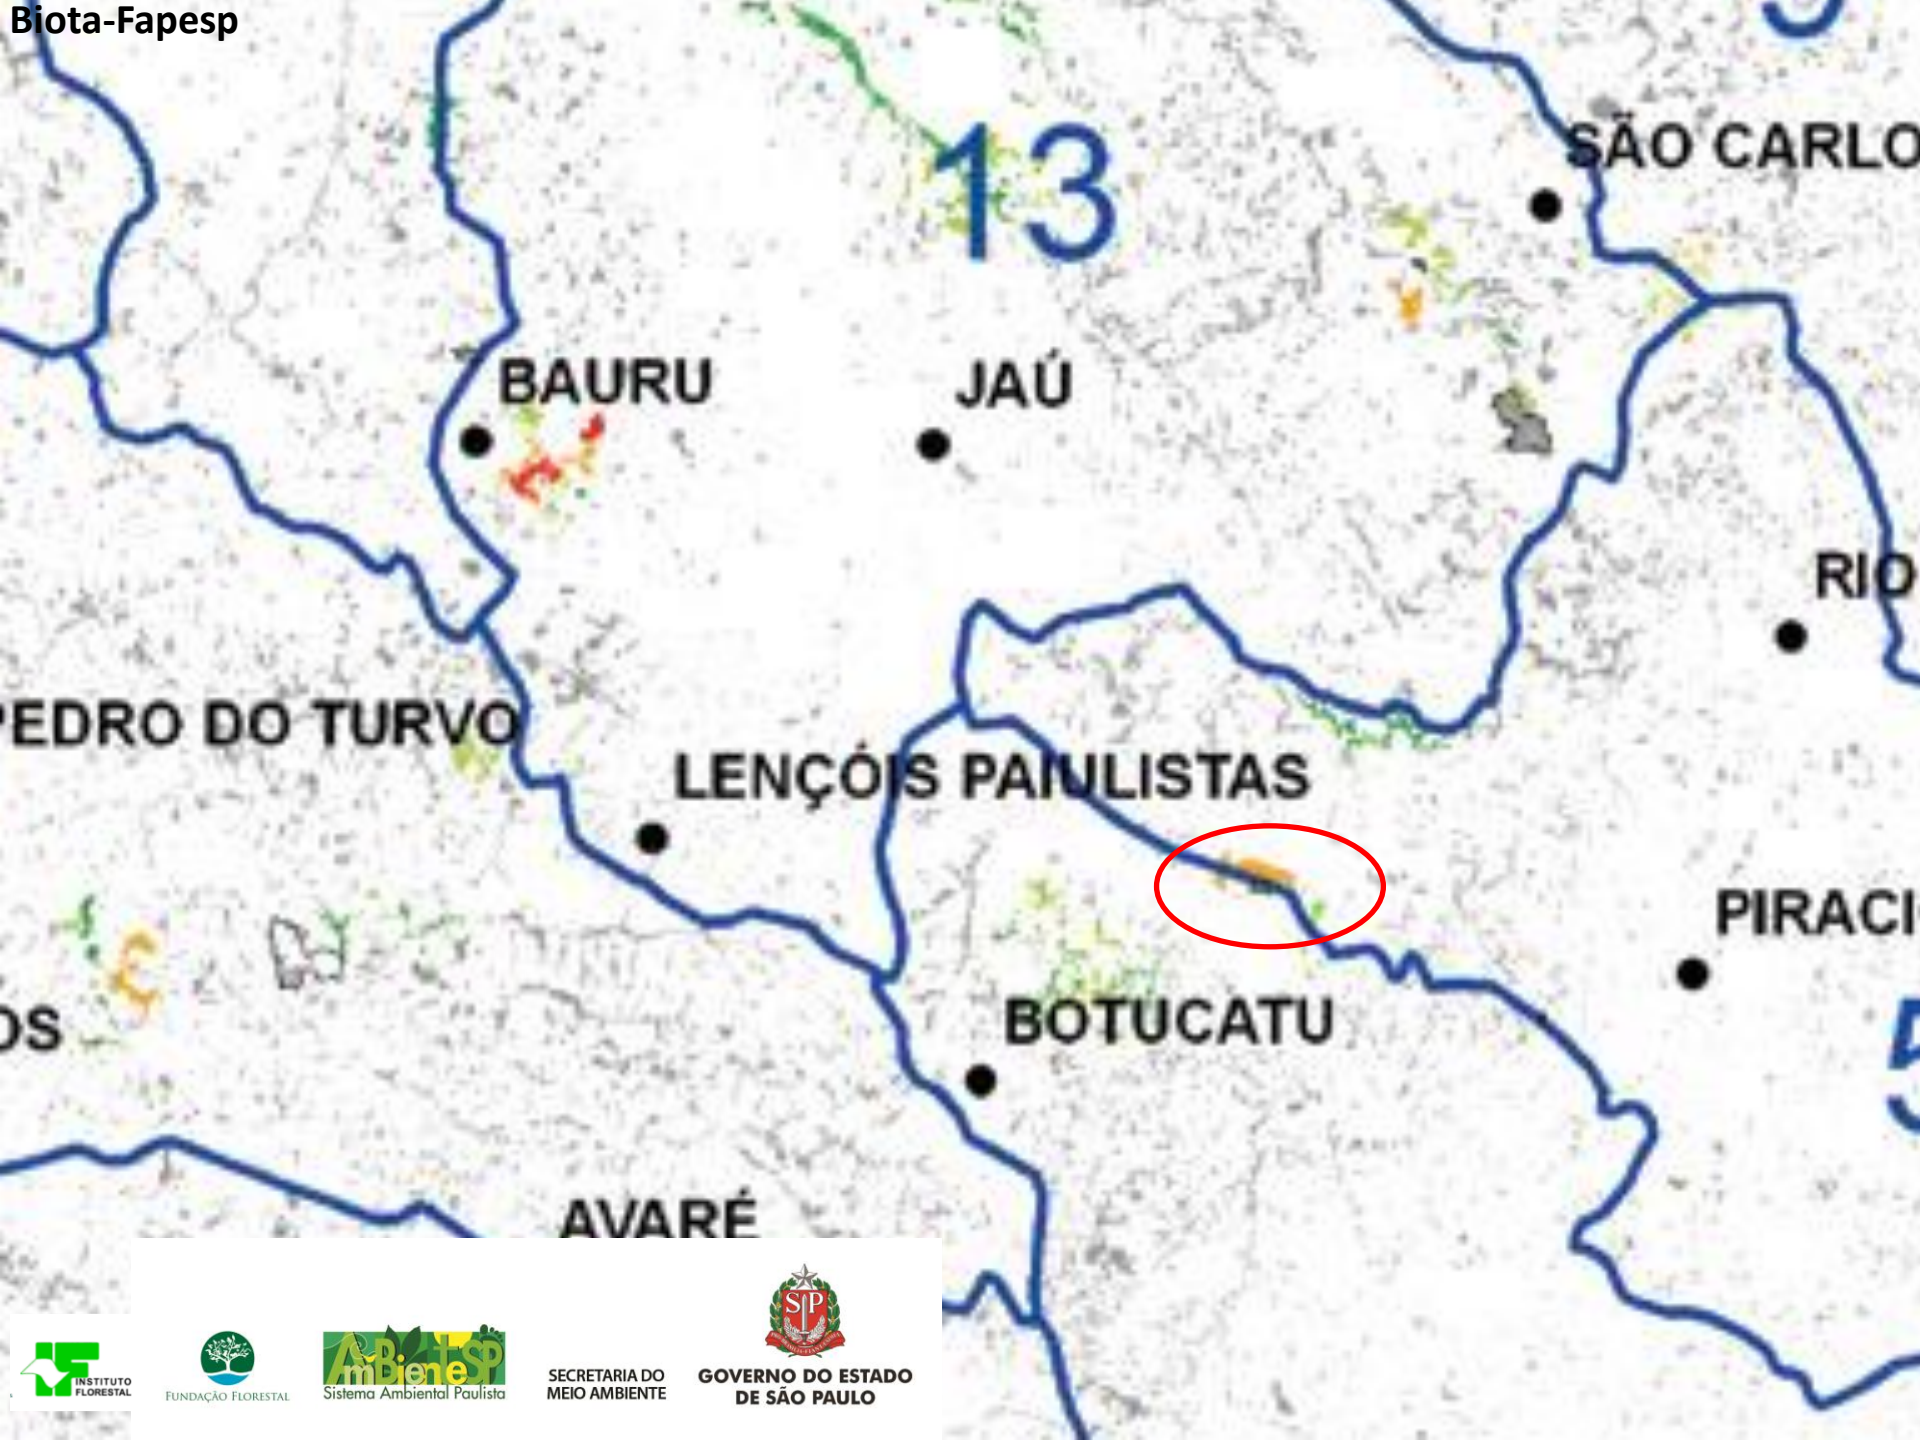 Biota-Fapesp
13
SÃO CARLO
BAURU
JAÚ
RIO
PEDRO DO TURVO
LENÇÓIS PAIULISTAS
PIRACI
OS
BOTUCATU
5
AVARÉ
SP
INSTITUTO
FLORESTAL
FUNDAÇÃO FLORESTAL
AmBienteSP
Sistema Ambiental Paulista
SECRETARIA DO
MEIO AMBIENTE
GOVERNO DO ESTADO
DE SÃO PAULO